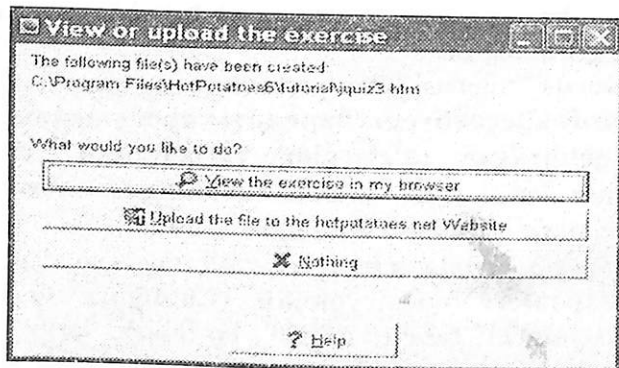 View or upload the exercise
The following file(s) have been created:
C:\Program Files\HotPotatoes6\tutorial\jquiz3.htm
What would you like to do?
View the exercise in my browser
Upload the file to the hotpotatoes.net Website
Nothing
? Help